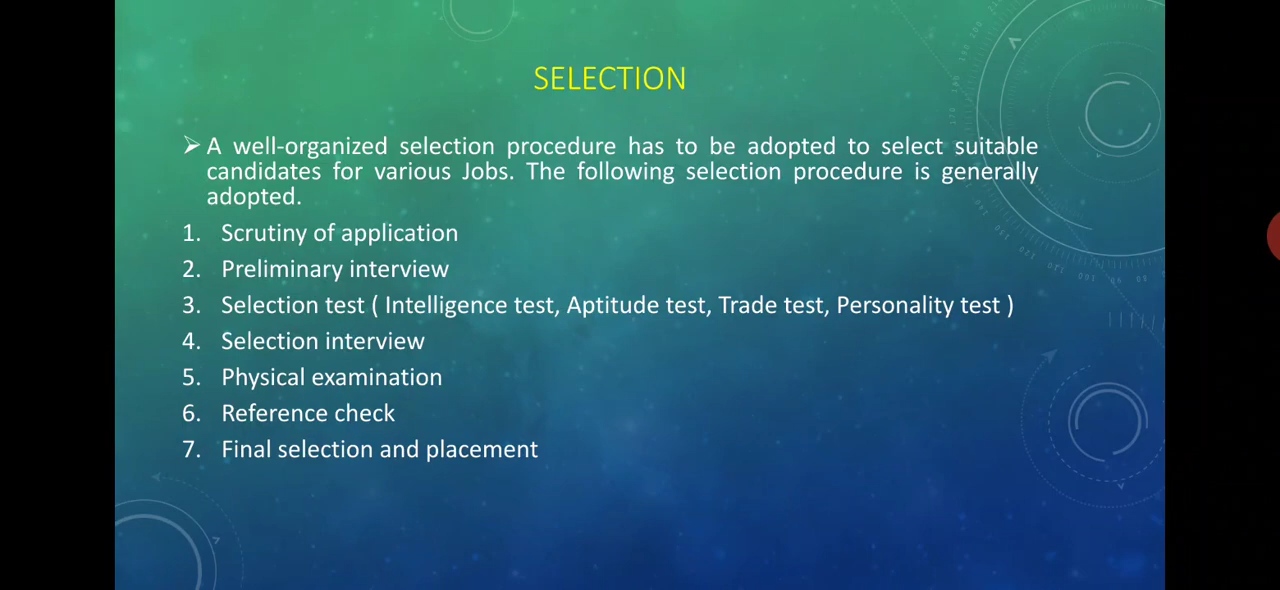 SELECTION
➢ A well-organized selection procedure has to be adopted to select suitable
candidates for various Jobs. The following selection procedure is generally
adopted.
1. Scrutiny of application
2. Preliminary interview
3. Selection test ( Intelligence test, Aptitude test, Trade test, Personality test )
4. Selection interview
5. Physical examination
6. Reference check
7. Final selection and placement